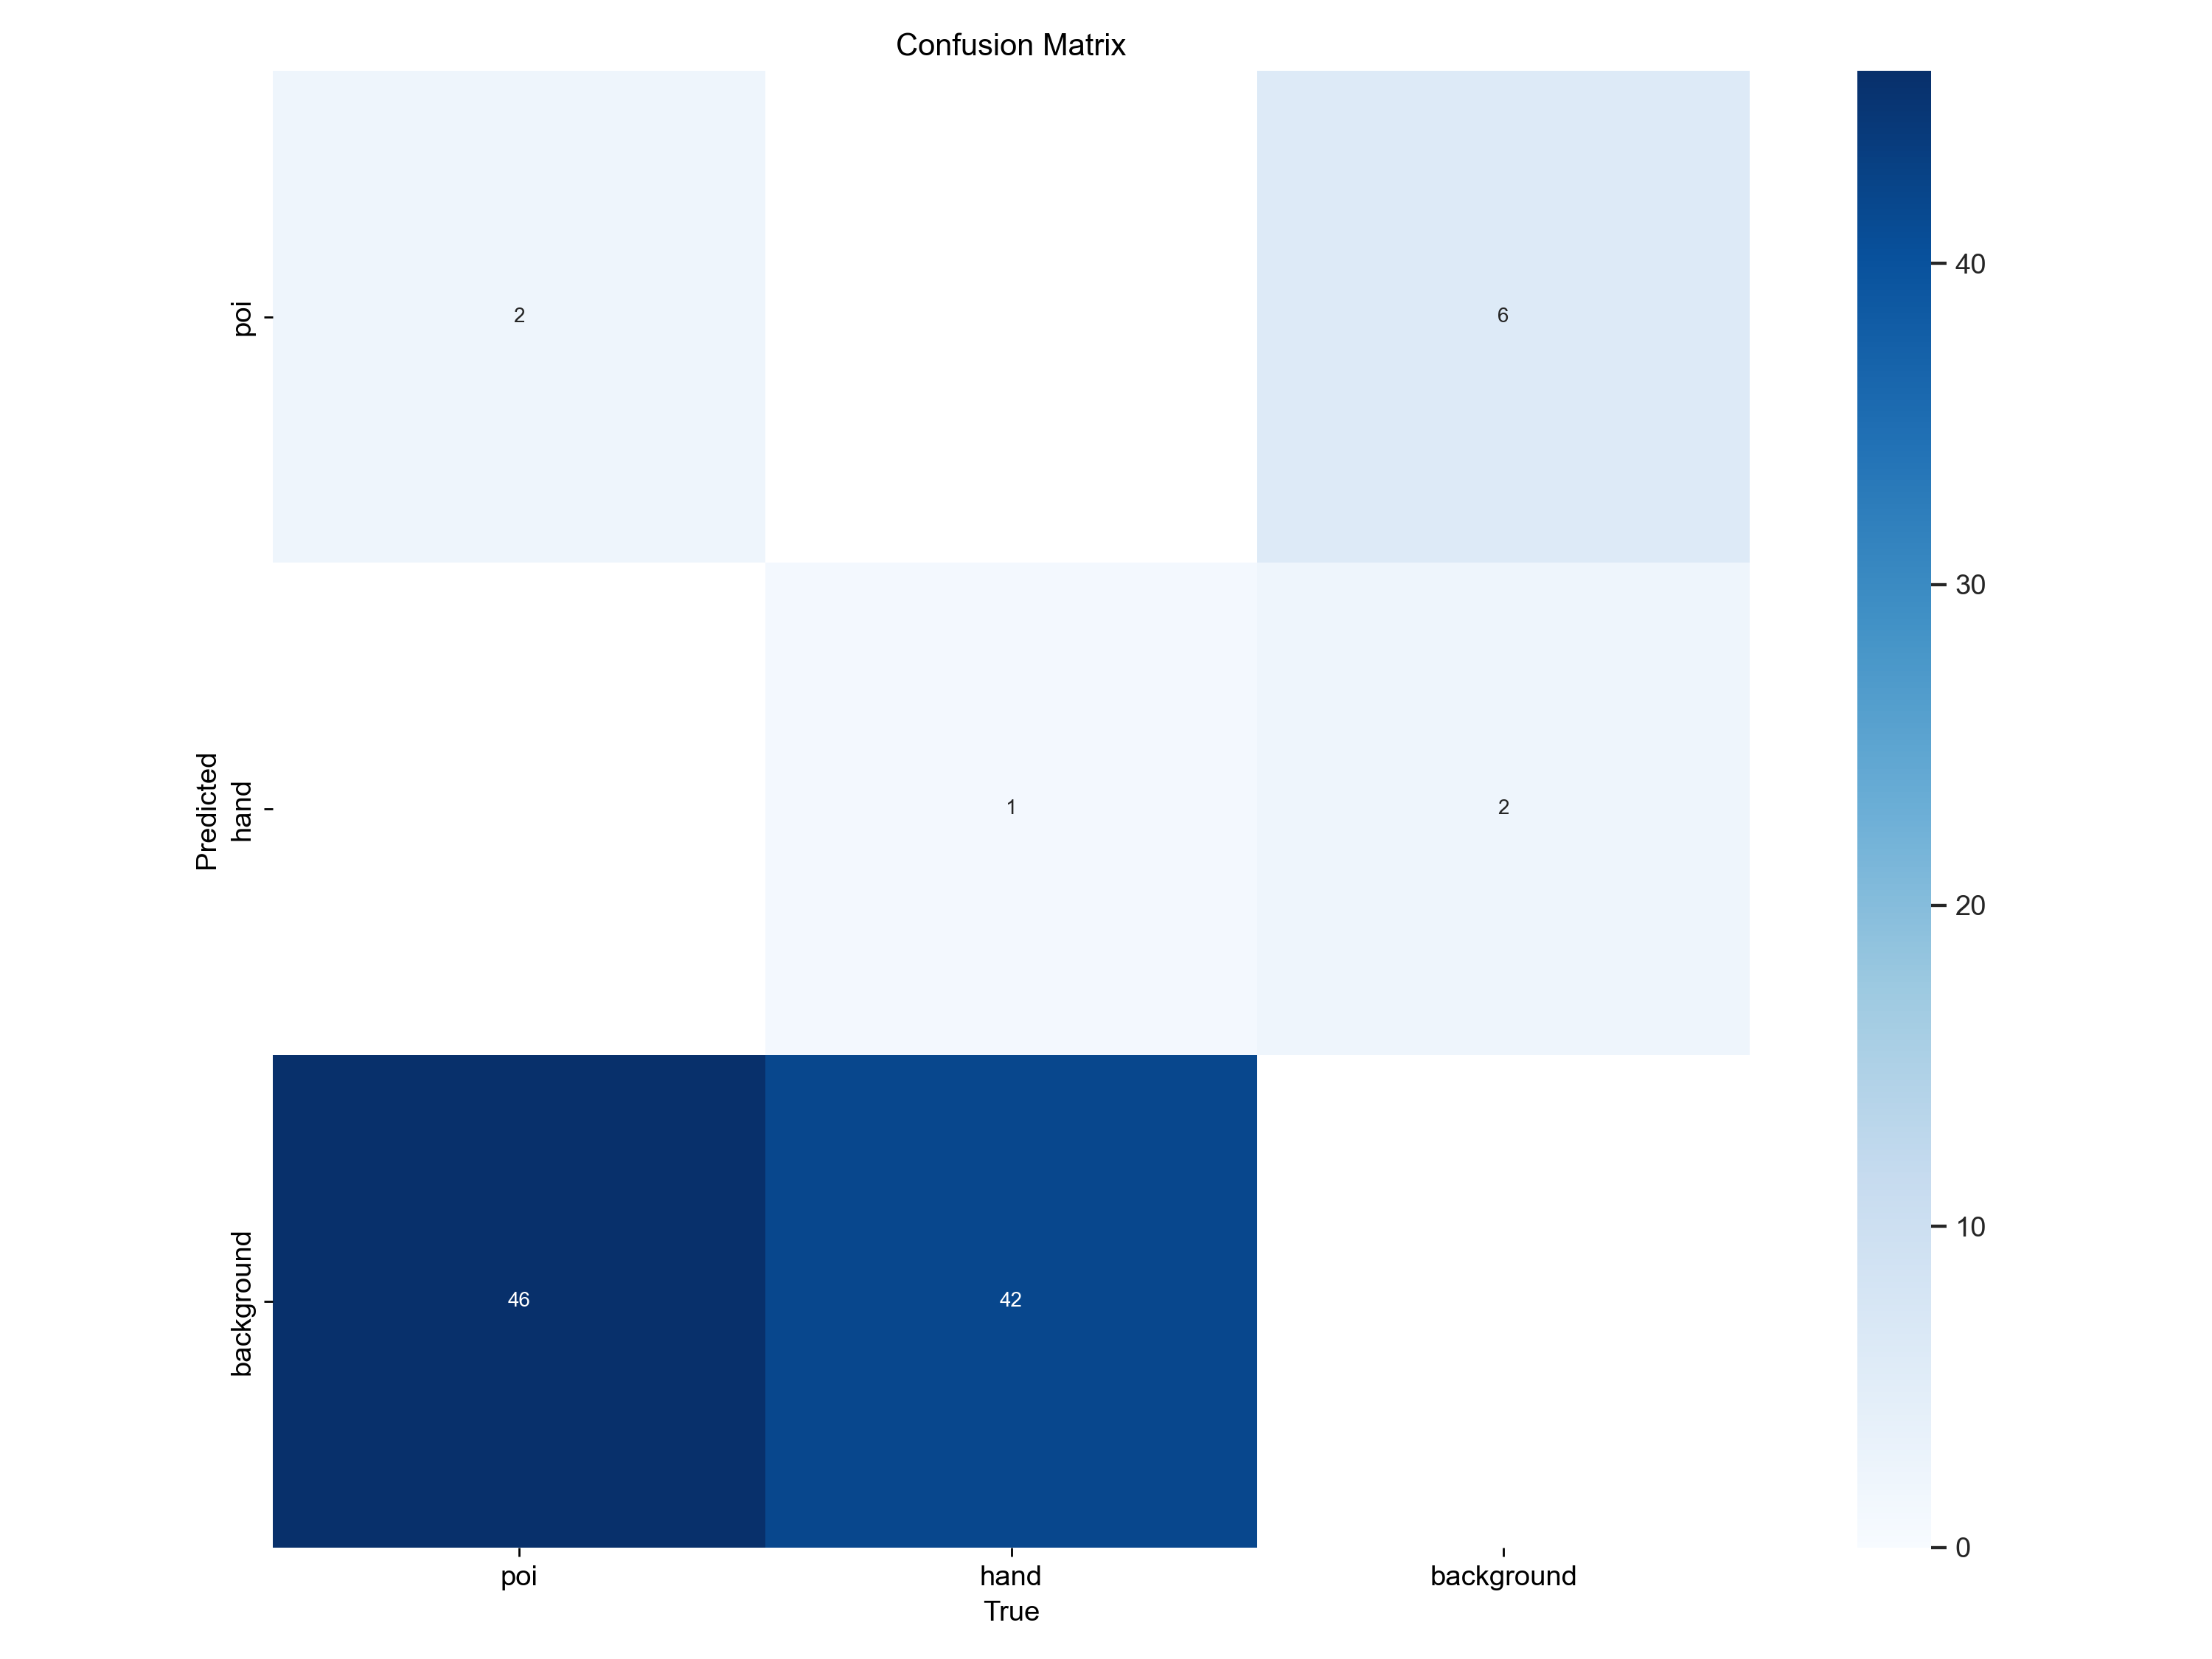 Confusion Matrix
poi
2
6
40
30
Predicted
hand
1
2
20
10
background
46
42
0
poi
hand
background
True